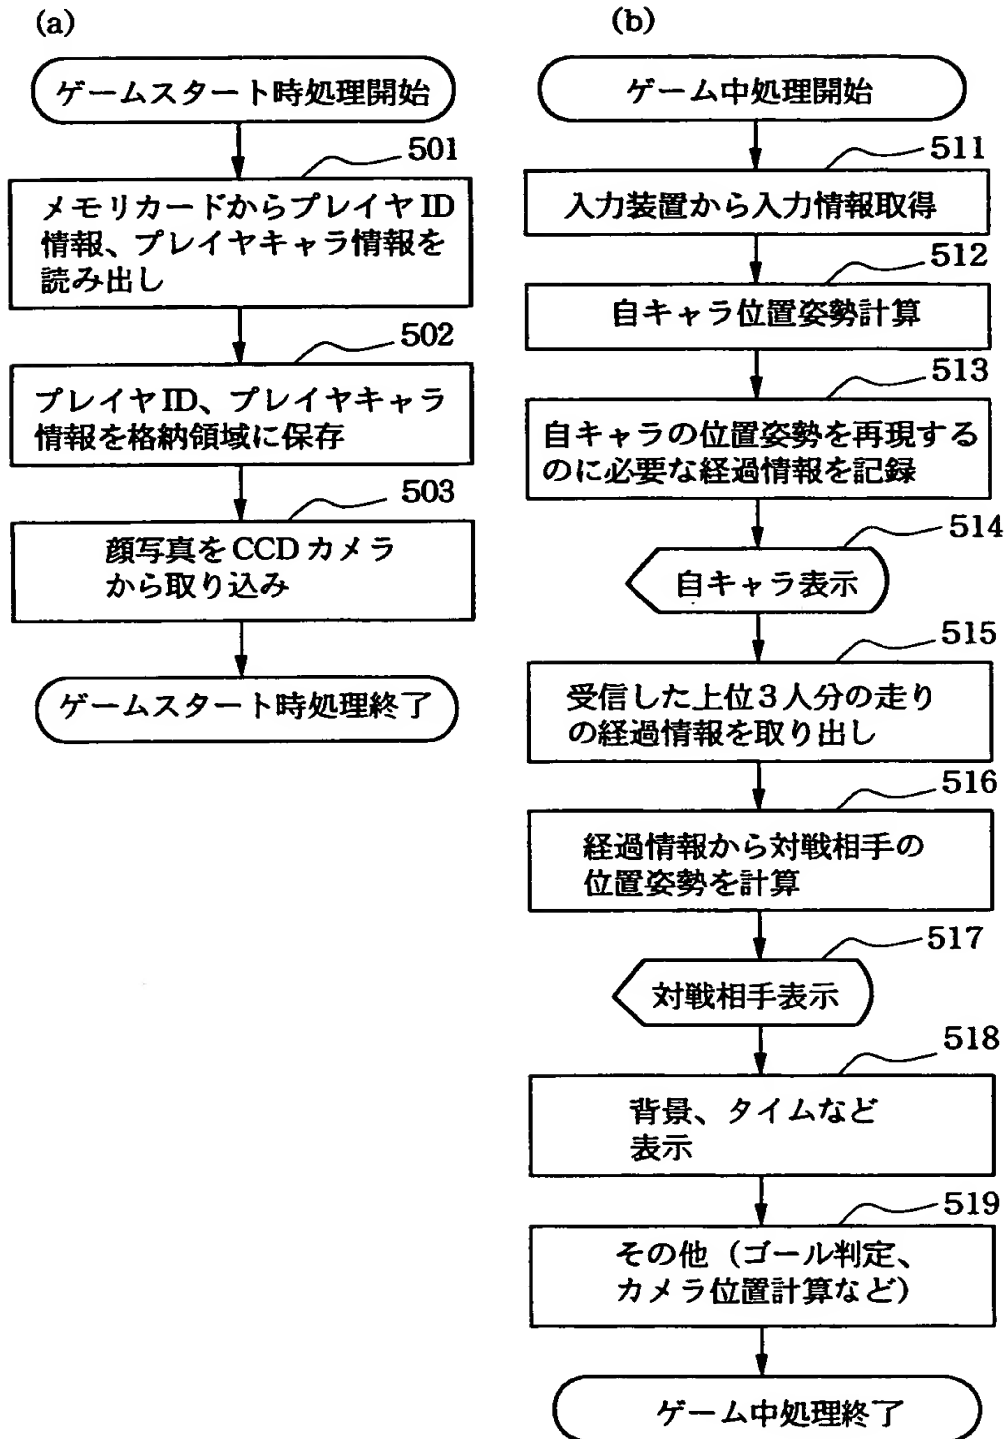 (a)
ゲームスタート時処理開始
501
メモリカードからプレイヤID
情報、プレイヤキャラ情報を
読み出し
502
プレイヤID、プレイヤキャラ
情報を格納領域に保存
503
顔写真をCCDカメラ
から取り込み
ゲームスタート時処理終了
(b)
ゲーム中処理開始
511
入力装置から入力情報取得
512
自キャラ位置姿勢計算
513
自キャラの位置姿勢を再現する
のに必要な経過情報を記録
514
自キャラ表示
515
受信した上位3人分の走り
の経過情報を取り出し
516
経過情報から対戦相手の
位置姿勢を計算
517
対戦相手表示
518
背景、タイムなど
表示
519
その他（ゴール判定、
カメラ位置計算など）
ゲーム中処理終了